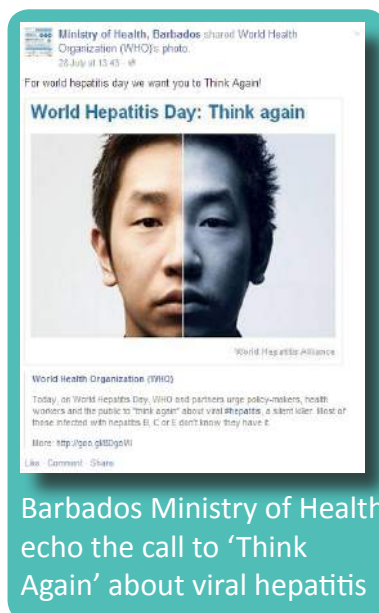 Ministry of Health, Barbados shared World Health
Organization (WHO)'s photo.
28 July at 13:43
For world hepatitis day we want you to Think Again!
World Hepatitis Day: Think again
World Hepatitis Alliance
World Health Organization (WHO)
Today, on World Hepatitis Day, WHO and partners urge policy-makers, health
workers and the public to "think again" about viral #hepatitis, a silent killer. Most of
those infected with hepatitis B, C or E don't know they have it.
More:
Like · Comment · Share
Barbados Ministry of Health
echo the call to ‘Think
Again’ about viral hepatitis